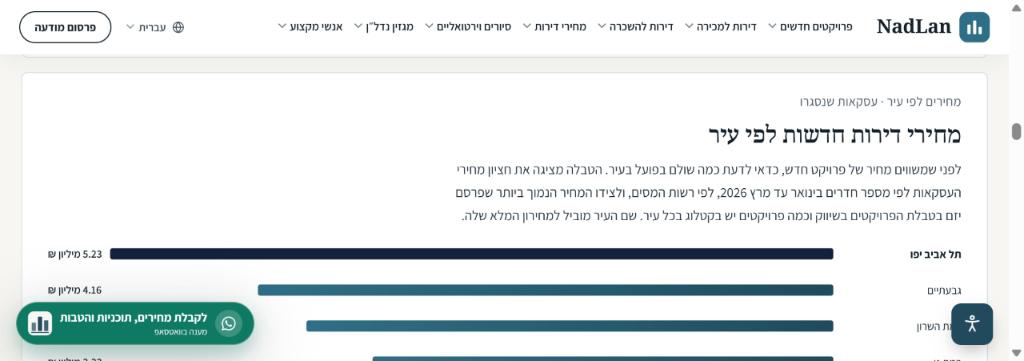 NadLan
פרויקטים חדשים
דירות למכירה
דירות להשכרה
מחירי דירות
סיורים וירטואליים
מגזין נדל״ן
אנשי מקצוע
עברית
פרסום מודעה
מחירים לפי עיר · עסקאות שנסגרו
מחירי דירות חדשות לפי עיר
לפני שמשווים מחיר של פרויקט חדש, כדאי לדעת כמה שולם בפועל בעיר. הטבלה מציגה את חציון מחירי
העסקאות לפי מספר חדרים בינואר עד מרץ 2026, לפי רשות המסים, ולצידו המחיר הנמוך ביותר שפרסם
יזם בטבלת הפרויקטים בשיווק וכמה פרויקטים יש בקטלוג בכל עיר. שם העיר מוביל למחירון המלא שלה.
תל אביב יפו
5.23 מיליון ₪
גבעתיים
4.16 מיליון ₪
השרון
לקבלת מחירים, תוכניות והטבות
מענה בוואטסאפ